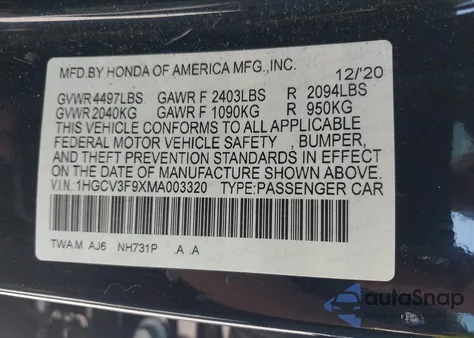 MFD.BY HONDA OF AMERICA MFG.,INC. 12/'20
GVWR 4497LBS GAWR F 2403LBS R 2094LBS
GVWR 2040KG GAWR F 1090KG R 950KG
THIS VEHICLE CONFORMS TO ALL APPLICABLE
FEDERAL MOTOR VEHICLE SAFETY , BUMPER,
AND THEFT PREVENTION STANDARDS IN EFFECT
ON THE DATE OF MANUFACTURE SHOWN ABOVE.
V.I.N.:1HGCV3F9XMA003320 TYPE:PASSENGER CAR
TWA M AJ6 NH731P .A .A
autoSnap